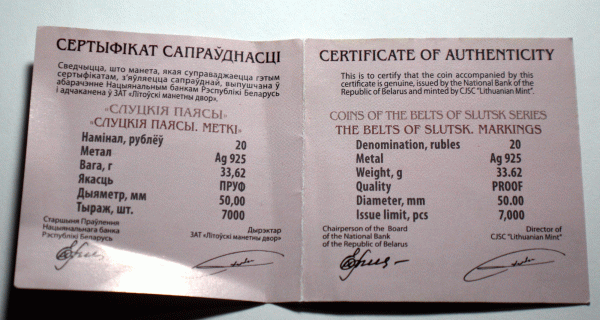 СЕРТЫФІКАТ САПРАЎДНАСЦІ
Сведчыцца, што манета, якая суправаджаецца гэтым
сертыфікатам, з'яўляецца сапраўднай, выпушчана ў
абарачэнне Нацыянальным банкам Рэспублікі Беларусь
і адчаканена ў ЗАТ «Літоўскі манетны двор».
«СЛУЦКІЯ ПАЯСЫ»
«СЛУЦКІЯ ПАЯСЫ. МЕТКІ»
Намінал, рублёў 20
Метал Ag 925
Вага, г 33,62
Якасць ПРУФ
Дыяметр, мм 50,00
Тыраж, шт. 7000
Старшыня Праўлення
Нацыянальнага банка
Рэспублікі Беларусь
Дырэктар
ЗАТ «Літоўскі манетны двор»
CERTIFICATE OF AUTHENTICITY
This is to certify that the coin accompanied by this
certificate is genuine, issued by the National Bank of the
Republic of Belarus and minted by CJSC "Lithuanian Mint".
COINS OF THE BELTS OF SLUTSK SERIES
THE BELTS OF SLUTSK. MARKINGS
Denomination, rubles 20
Metal Ag 925
Weight, g 33.62
Quality PROOF
Diameter, mm 50.00
Issue limit, pcs 7,000
Chairperson of the Board
of the National Bank
of the Republic of Belarus
Director of
CJSC "Lithuanian Mint"